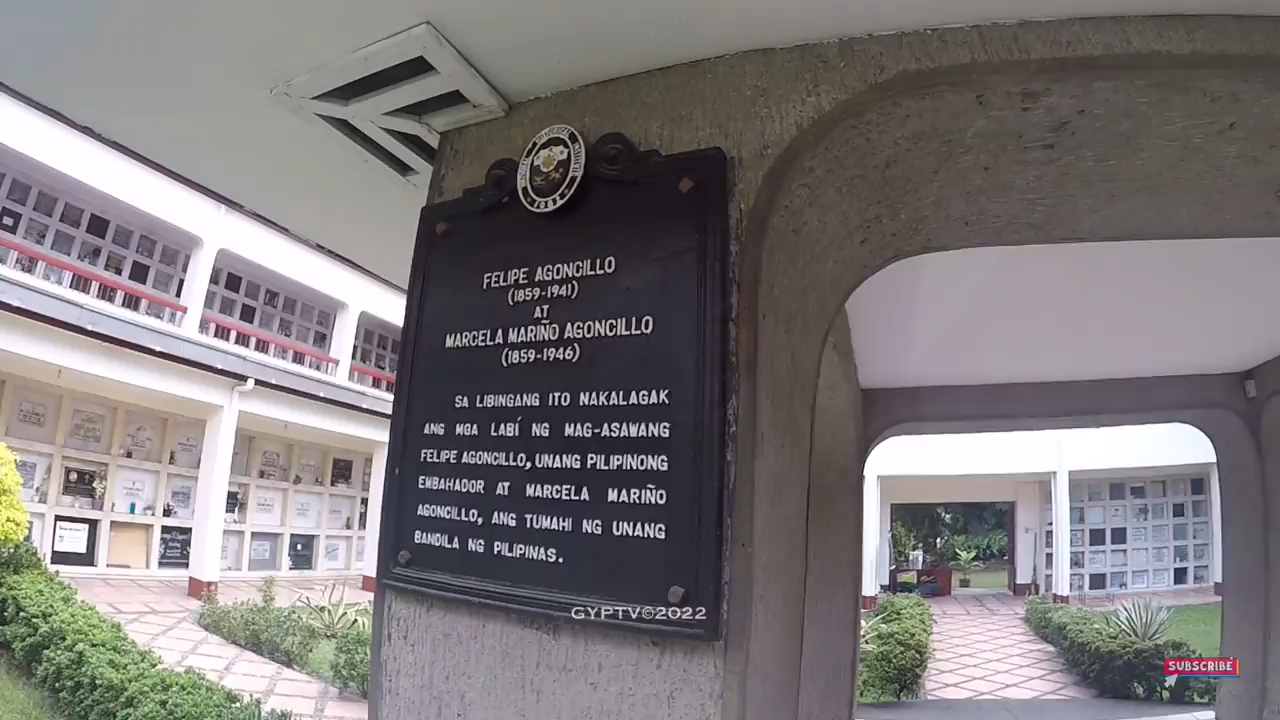 1982
FELIPE AGONCILLO
(1859-1941)
AT
MARCELA MARIÑO AGONCILLO
(1859-1946)
SA LIBINGANG ITO NAKALAGAK
ANG MGA LABÍ NG MAG-ASAWANG
FELIPE AGONCILLO, UNANG PILIPINONG
EMBAHADOR AT MARCELA MARIÑO
AGONCILLO, ANG TUMAHI NG UNANG
BANDILA NG PILIPINAS.
GYPTV©2022
SUBSCRIBE